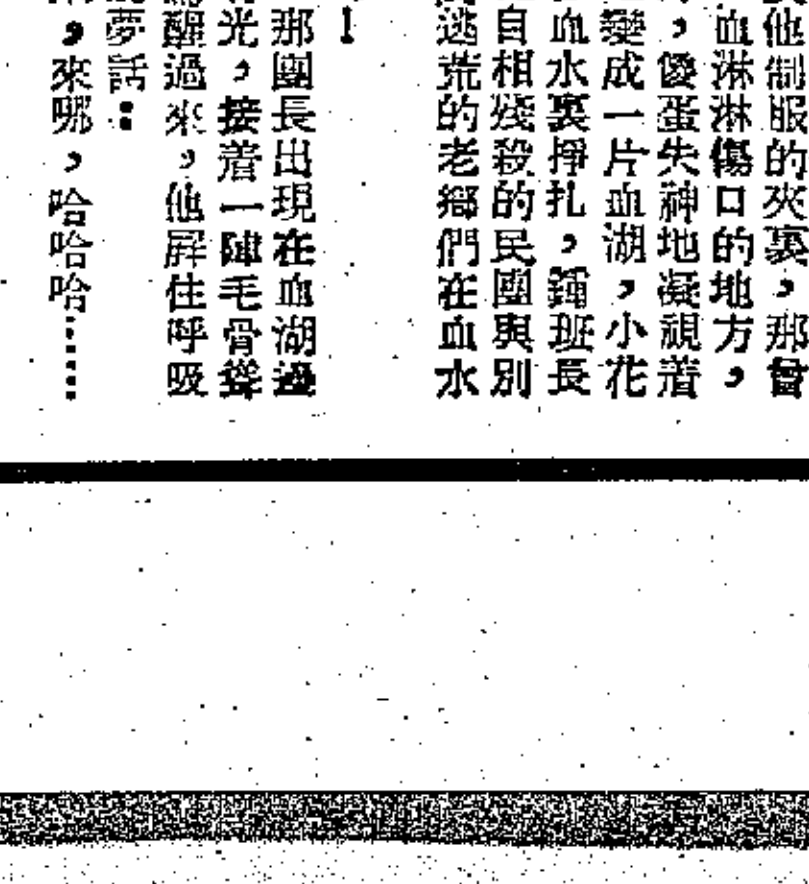 他制服的夾裏，那曾
血淋淋傷口的地方，
，傻蛋失神地凝視着
變成一片血湖，小花
血水裏掙扎，鍾班長
自相殘殺的民團與別
逃荒的老鄉們在血水
！
那團長出現在血湖邊
光，接着一陣毛骨聳
醒過來，他屏住呼吸
夢話：
，來哪，哈哈哈……